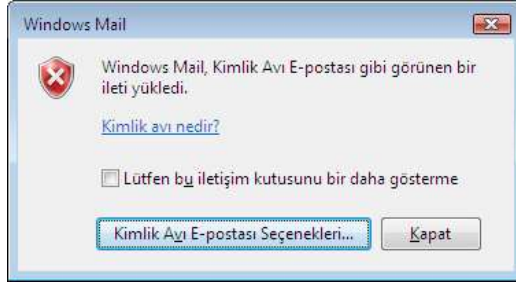 Windows Mail
Windows Mail, Kimlik Avı E-postası gibi görünen bir
ileti yükledi.
Kimlik avı nedir?
Lütfen bu iletişim kutusunu bir daha gösterme
Kimlik Avı E-postası Seçenekleri...
Kapat